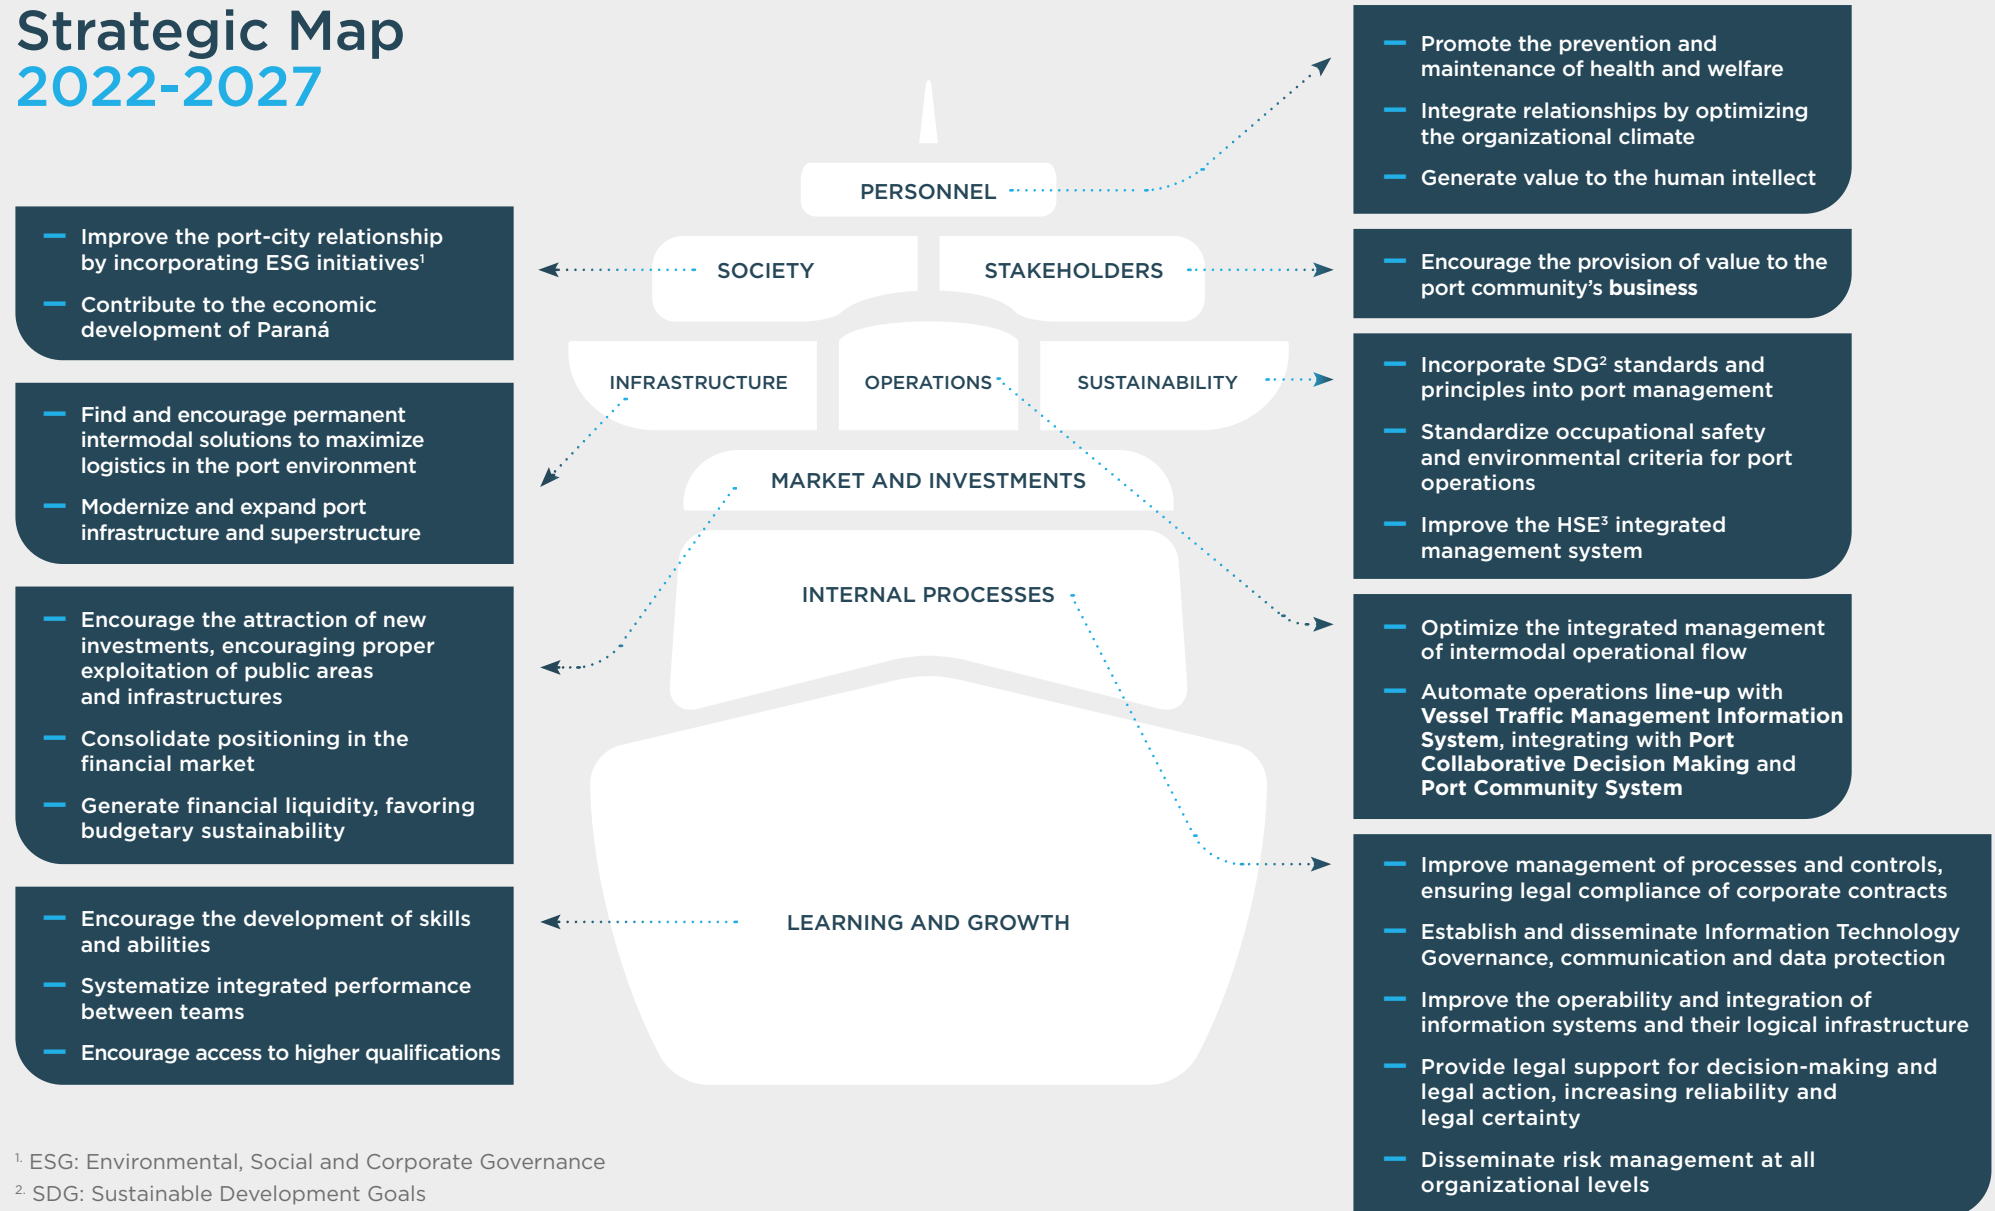 Strategic Map
2022-2027
PERSONNEL
SOCIETY
STAKEHOLDERS
INFRASTRUCTURE
OPERATIONS
SUSTAINABILITY
MARKET AND INVESTMENTS
INTERNAL PROCESSES
LEARNING AND GROWTH
Improve the port-city relationship
by incorporating ESG initiatives¹
Contribute to the economic
development of Paraná
Find and encourage permanent
intermodal solutions to maximize
logistics in the port environment
Modernize and expand port
infrastructure and superstructure
Encourage the attraction of new
investments, encouraging proper
exploitation of public areas
and infrastructures
Consolidate positioning in the
financial market
Generate financial liquidity, favoring
budgetary sustainability
Encourage the development of skills
and abilities
Systematize integrated performance
between teams
Encourage access to higher qualifications
Promote the prevention and
maintenance of health and welfare
Integrate relationships by optimizing
the organizational climate
Generate value to the human intellect
Encourage the provision of value to the
port community’s business
Incorporate SDG² standards and
principles into port management
Standardize occupational safety
and environmental criteria for port
operations
Improve the HSE³ integrated
management system
Optimize the integrated management
of intermodal operational flow
Automate operations line-up with
Vessel Traffic Management Information
System, integrating with Port
Collaborative Decision Making and
Port Community System
Improve management of processes and controls,
ensuring legal compliance of corporate contracts
Establish and disseminate Information Technology
Governance, communication and data protection
Improve the operability and integration of
information systems and their logical infrastructure
Provide legal support for decision-making and
legal action, increasing reliability and
legal certainty
Disseminate risk management at all
organizational levels
1. ESG: Environmental, Social and Corporate Governance
2. SDG: Sustainable Development Goals